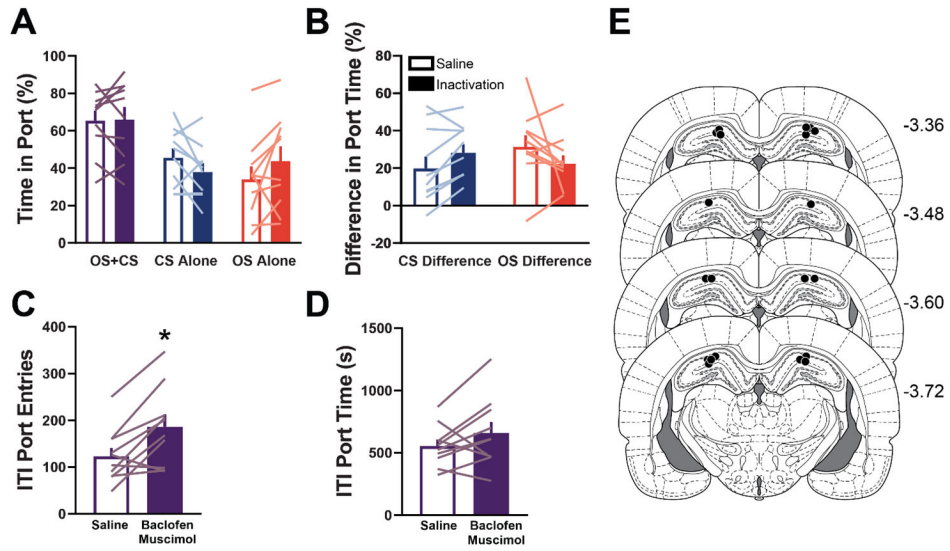 A
Time in Port (%)
100
80
60
40
20
0
OS+CS
CS Alone
OS Alone
B
Difference in Port Time (%)
80
60
40
20
0
-20
Saline
Inactivation
CS Difference
OS Difference
C
ITI Port Entries
400
300
200
100
0
*
Saline
Baclofen
Muscimol
D
ITI Port Time (s)
1500
1000
500
0
Saline
Baclofen
Muscimol
E
-3.36
-3.48
-3.60
-3.72